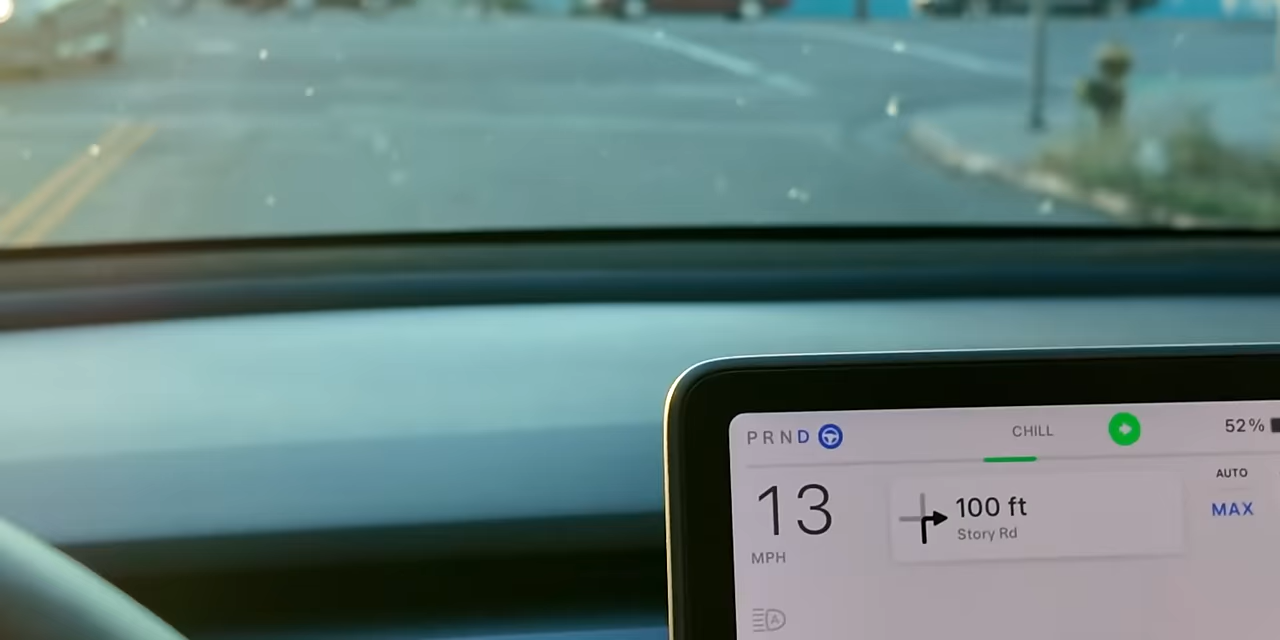 P R N D
CHILL
52%
AUTO
MAX
13
MPH
100 ft
Story Rd
A